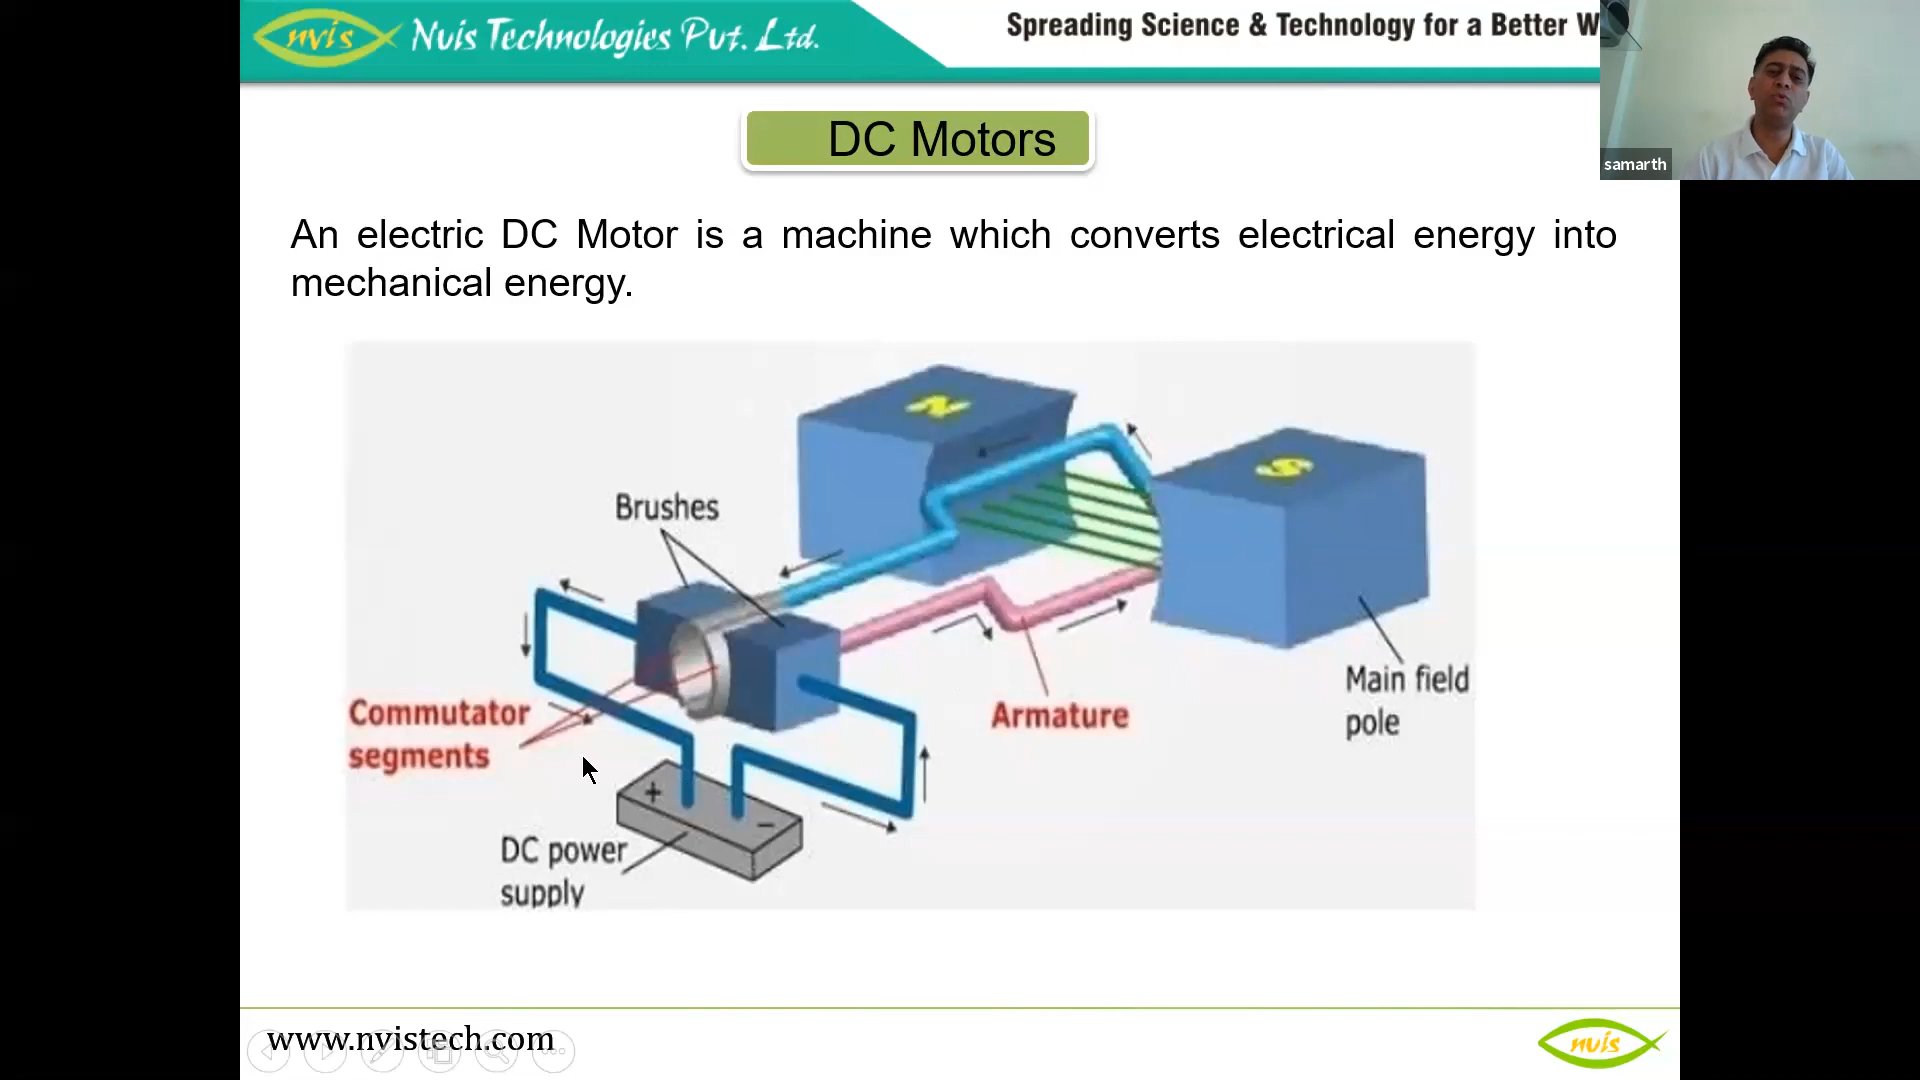 nvis Nvis Technologies Pvt. Ltd.
Spreading Science & Technology for a Better W
samarth
DC Motors
An electric DC Motor is a machine which converts electrical energy into
mechanical energy.
N
S
Brushes
Main field
pole
Commutator
segments
Armature
+
–
DC power
supply
www.nvistech.com
nvis